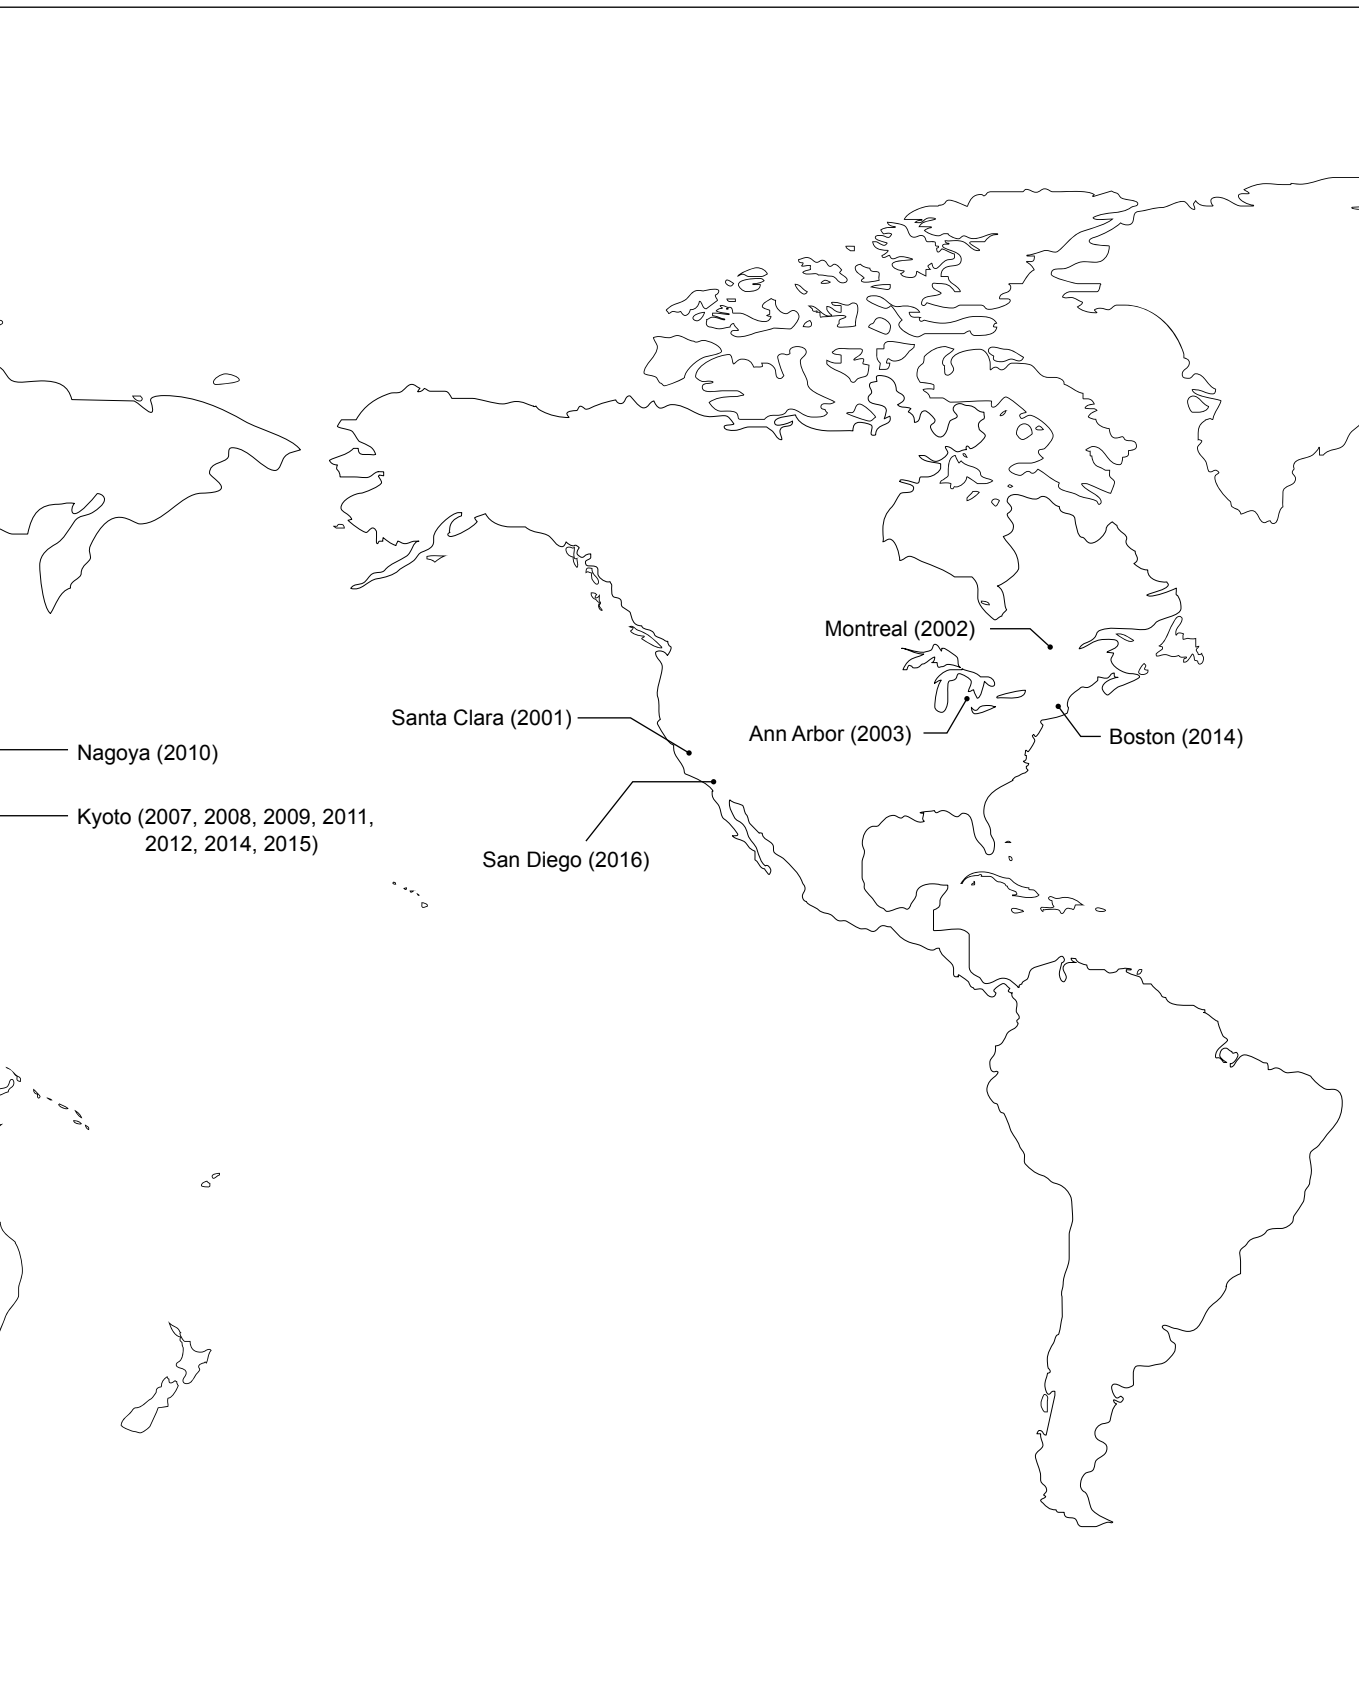 Montreal (2002)
Santa Clara (2001)
Ann Arbor (2003)
Boston (2014)
Nagoya (2010)
Kyoto (2007, 2008, 2009, 2011,
2012, 2014, 2015)
San Diego (2016)